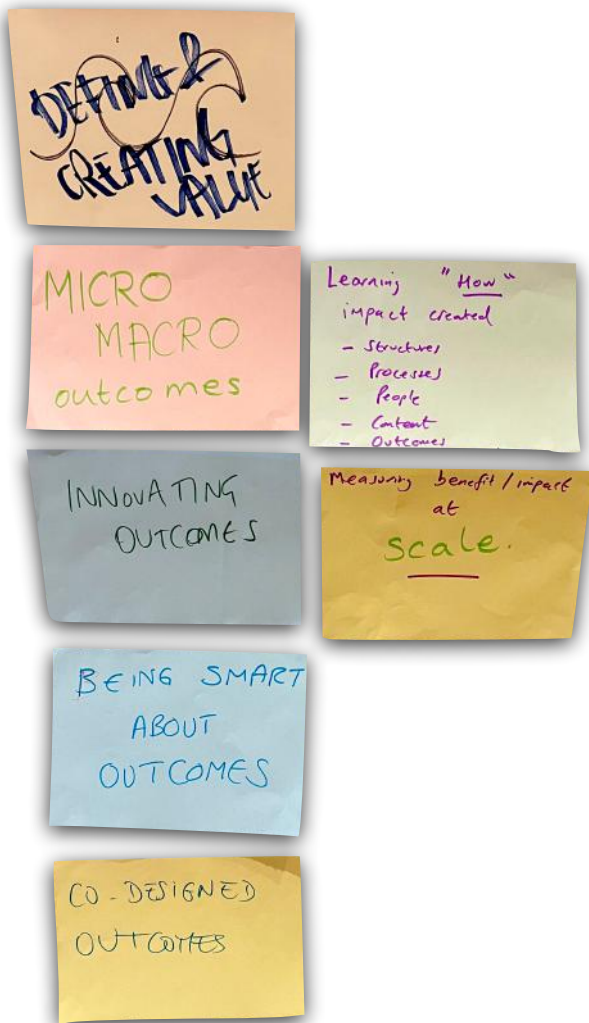 DEFINING &
CREATING
VALUE
MICRO
MACRO
outcomes
Learning "How"
impact created
- Structures
- Processes
- People
- Content
- Outcomes
INNOVATING
OUTCOMES
Measuring benefit / impact
at
scale.
BEING SMART
ABOUT
OUTCOMES
CO-DESIGNED
OUTCOMES